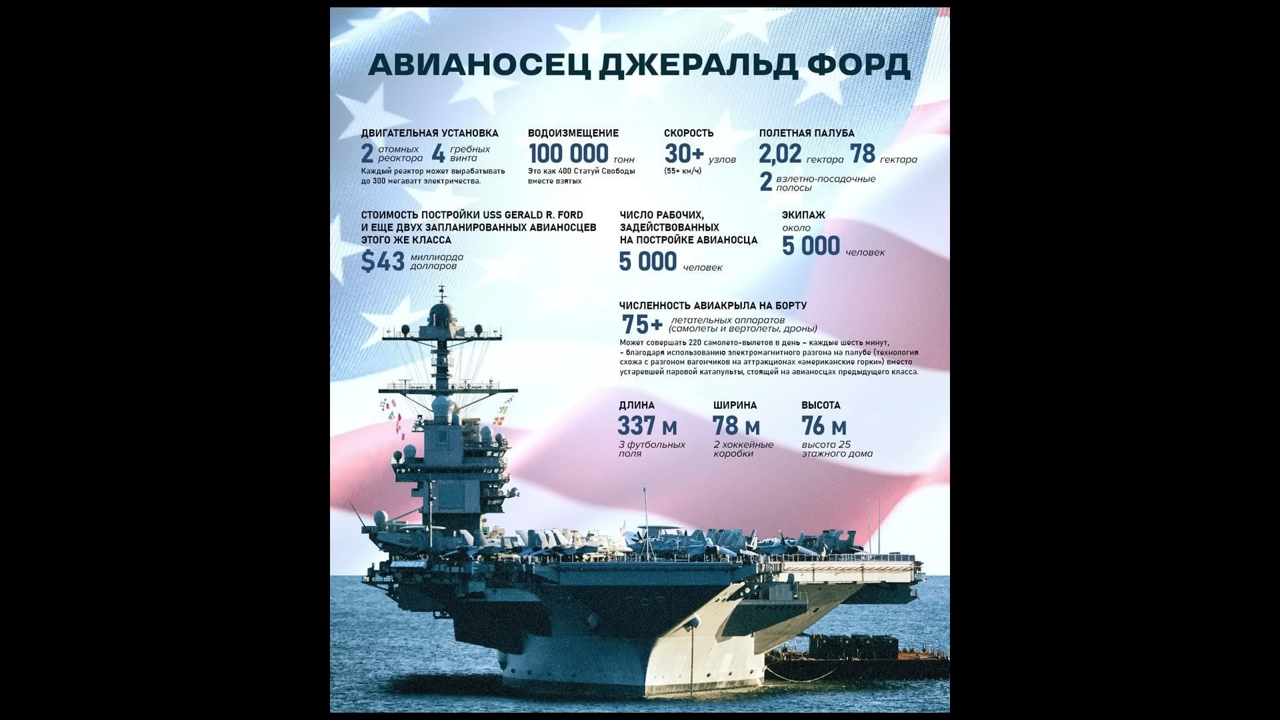 АВИАНОСЕЦ ДЖЕРАЛЬД ФОРД
ДВИГАТЕЛЬНАЯ УСТАНОВКА
2 атомных реактора 4 гребных винта
Каждый реактор может вырабатывать
до 300 мегаватт электричества.
ВОДОИЗМЕЩЕНИЕ
100 000 тонн
Это как 400 Статуй Свободы
вместе взятых
СКОРОСТЬ
30+ узлов
(55+ км/ч)
ПОЛЕТНАЯ ПАЛУБА
2,02 гектара 78 гектара
2 взлетно-посадочные полосы
СТОИМОСТЬ ПОСТРОЙКИ USS GERALD R. FORD
И ЕЩЕ ДВУХ ЗАПЛАНИРОВАННЫХ АВИАНОСЦЕВ
ЭТОГО ЖЕ КЛАССА
$43 миллиарда долларов
ЧИСЛО РАБОЧИХ,
ЗАДЕЙСТВОВАННЫХ
НА ПОСТРОЙКЕ АВИАНОСЦА
5 000 человек
ЭКИПАЖ
около
5 000 человек
ЧИСЛЕННОСТЬ АВИАКРЫЛА НА БОРТУ
75+ летательных аппаратов
(самолеты и вертолеты, дроны)
Может совершать 220 самолето-вылетов в день – каждые шесть минут,
- благодаря использованию электромагнитного разгона на палубе (технология
схожа с разгоном вагончиков на аттракционах «американские горки») вместо
устаревшей паровой катапульты, стоящей на авианосцах предыдущего класса.
ДЛИНА
337 м
3 футбольных
поля
ШИРИНА
78 м
2 хоккейные
коробки
ВЫСОТА
76 м
высота 25
этажного дома